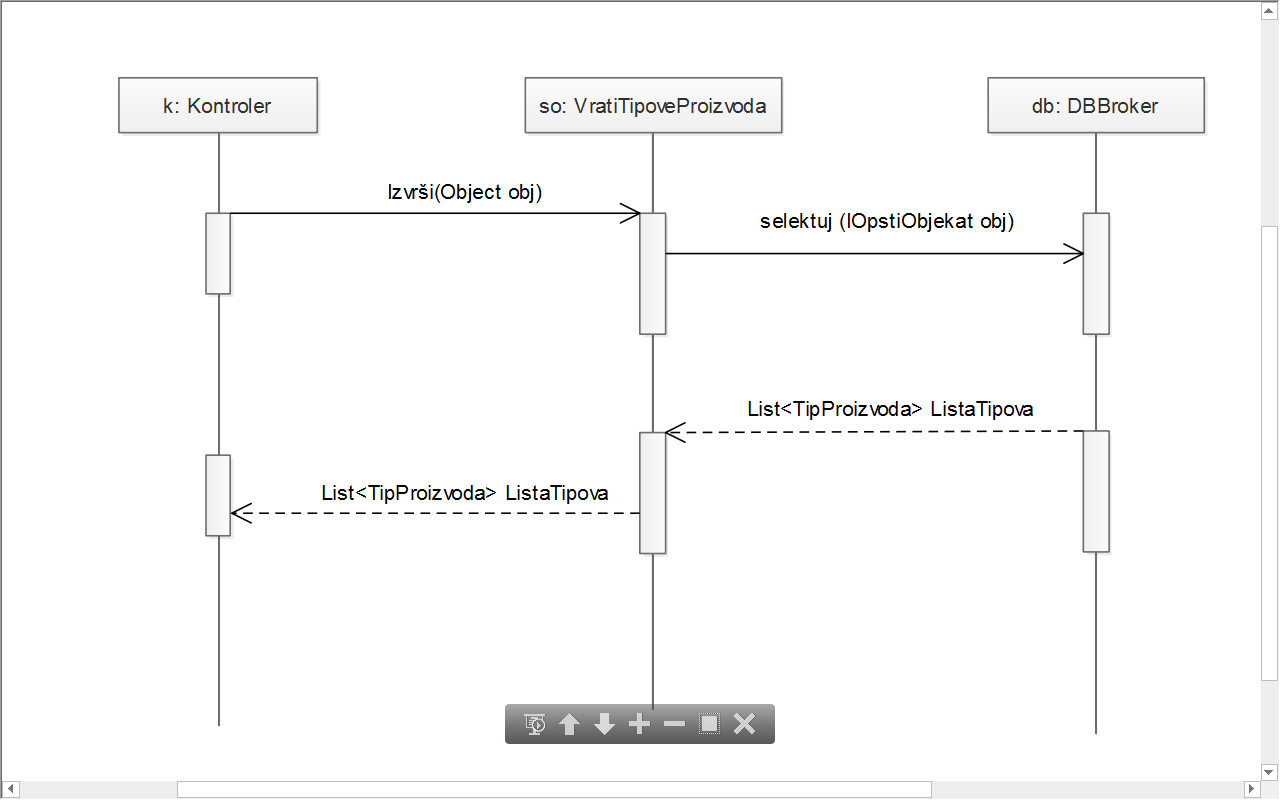 k: Kontroler
so: VratiTipoveProizvoda
db: DBBroker
Izvrši(Object obj)
selektuj (IOpstiObjekat obj)
List<TipProizvoda> ListaTipova
List<TipProizvoda> ListaTipova